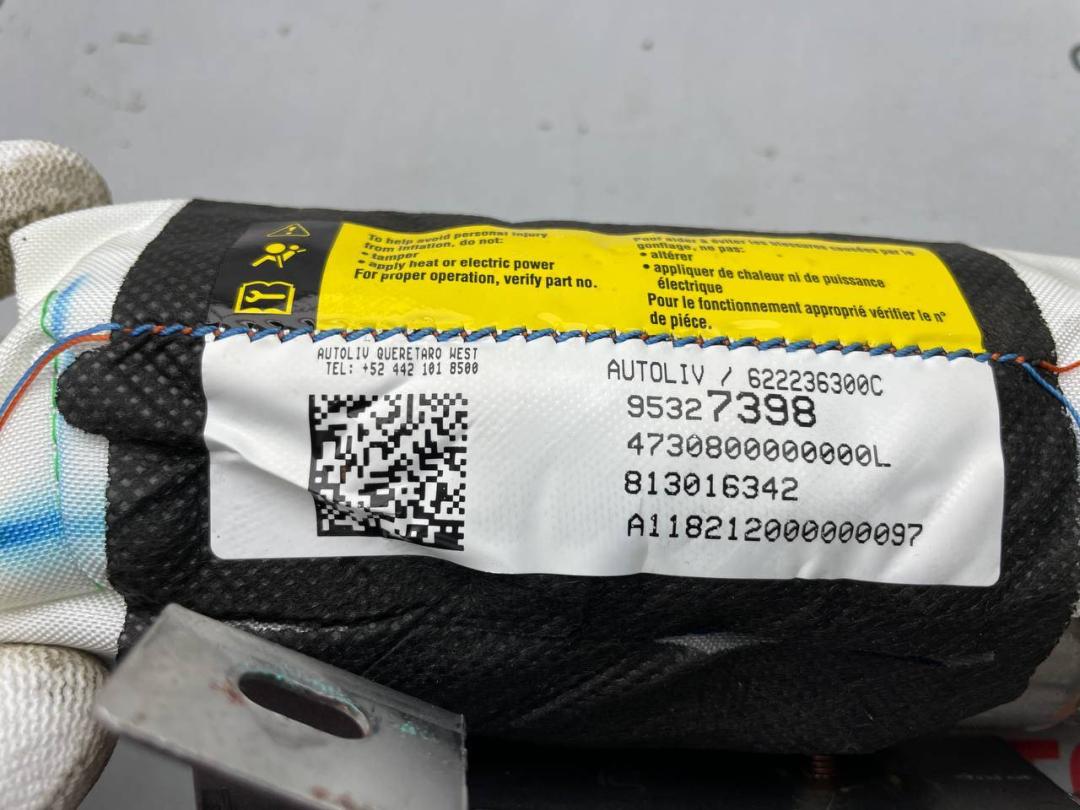 To help avoid personal injury
from inflation, do not:
• tamper
• apply heat or electric power
For proper operation, verify part no.
Pour aider à éviter les blessures causées par le
gonflage, ne pas:
• altérer
• appliquer de chaleur ni de puissance
électrique
Pour le fonctionnement approprié vérifier le n°
de piéce.
AUTOLIV QUERETARO WEST
TEL: +52 442 101 8500
AUTOLIV / 622236300C
95327398
4730800000000L
813016342
A118212000000097